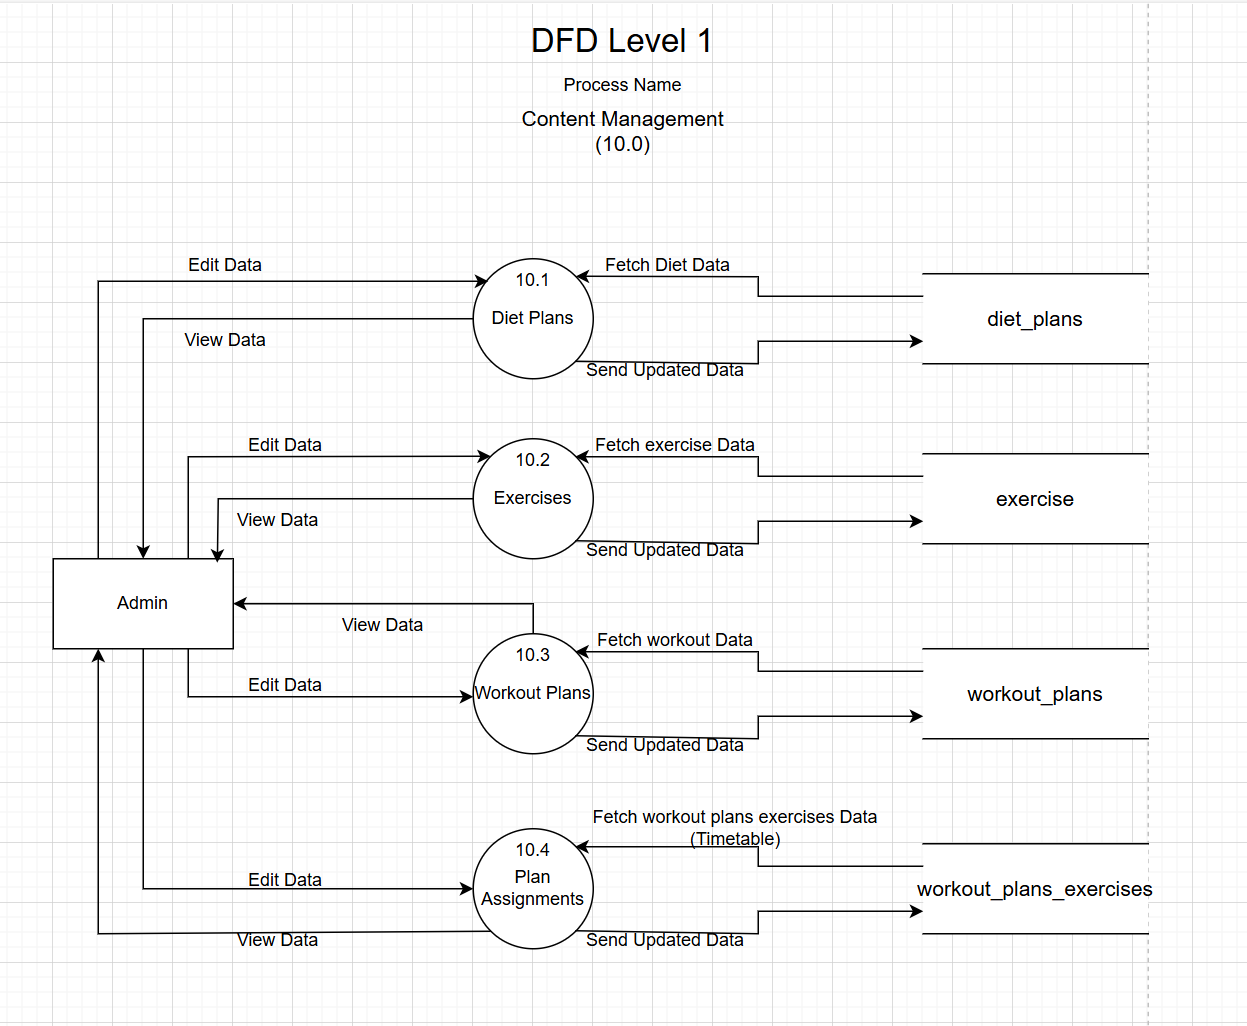 DFD Level 1
Process Name
Content Management
(10.0)
Edit Data
Fetch Diet Data
10.1
Diet Plans
diet_plans
View Data
Send Updated Data
Edit Data
Fetch exercise Data
10.2
Exercises
exercise
View Data
Send Updated Data
Admin
View Data
Fetch workout Data
10.3
Workout Plans
workout_plans
Edit Data
Send Updated Data
Fetch workout plans exercises Data
(Timetable)
10.4
Plan
Assignments
workout_plans_exercises
Edit Data
View Data
Send Updated Data